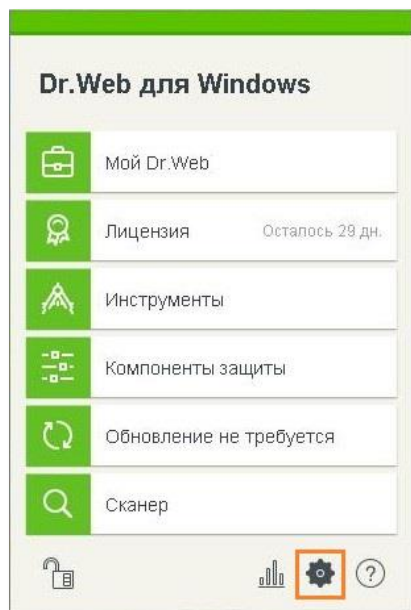 Dr.Web для Windows
Мой Dr.Web
Лицензия Осталось 29 дн.
Инструменты
Компоненты защиты
Обновление не требуется
Сканер
?